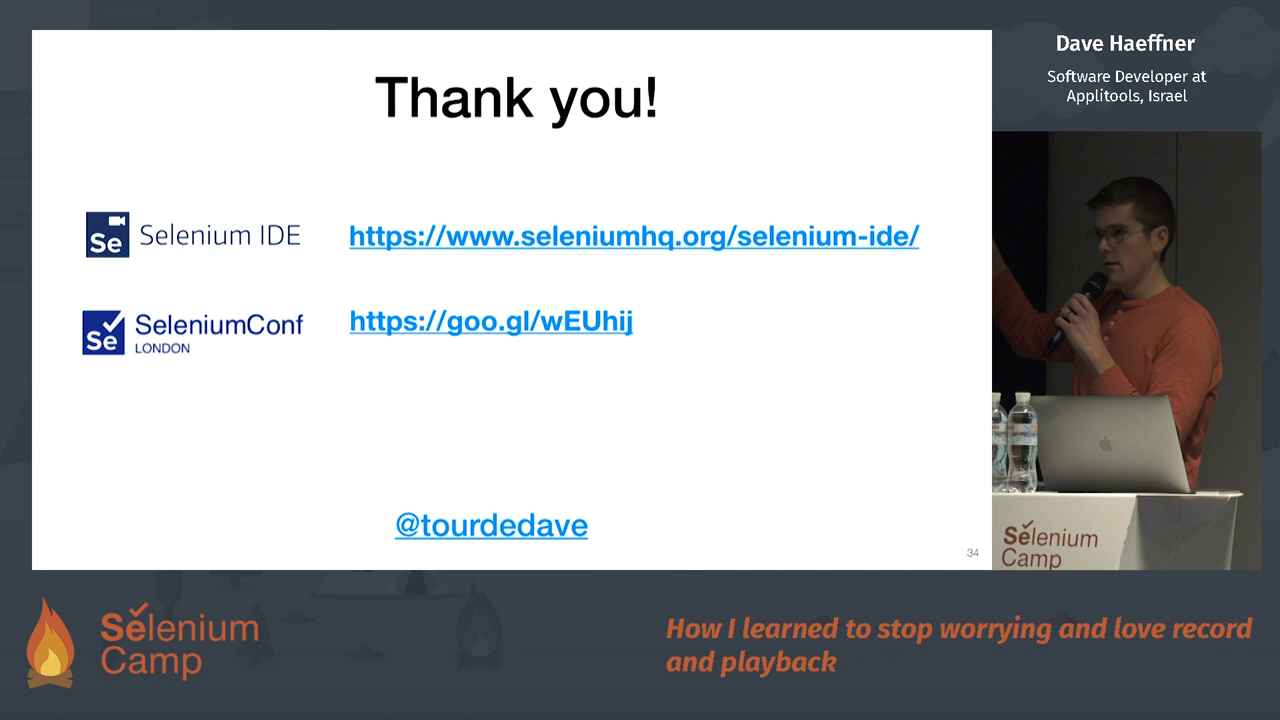 Thank you!
Se
Selenium IDE
https://www.seleniumhq.org/selenium-ide/
Se
SeleniumConf
LONDON
https://goo.gl/wEUhij
@tourdedave
34
Dave Haeffner
Software Developer at
Applitools, Israel
Selenium
Camp
Selenium
Camp
How I learned to stop worrying and love record
and playback